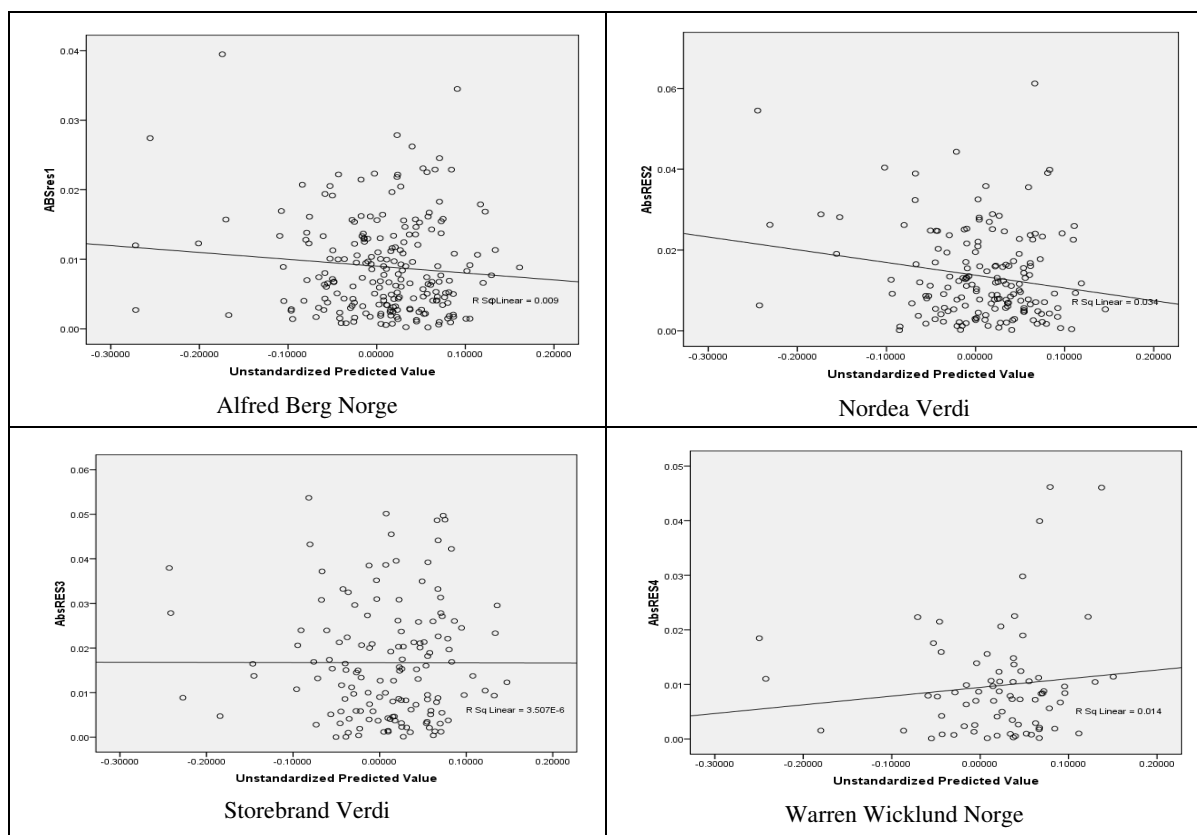 0.04
0.03
0.02
0.01
0.00
ABSres1
R Sq Linear = 0.009
-0.30000 -0.20000 -0.10000 0.00000 0.10000 0.20000
Unstandardized Predicted Value
Alfred Berg Norge
0.06
0.04
0.02
0.00
AbsRES2
R Sq Linear = 0.034
-0.30000 -0.20000 -0.10000 0.00000 0.10000 0.20000
Unstandardized Predicted Value
Nordea Verdi
0.06
0.05
0.04
0.03
0.02
0.01
0.00
AbsRES3
R Sq Linear = 3.507E-6
-0.30000 -0.20000 -0.10000 0.00000 0.10000 0.20000
Unstandardized Predicted Value
Storebrand Verdi
0.05
0.04
0.03
0.02
0.01
0.00
AbsRES4
R Sq Linear = 0.014
-0.30000 -0.20000 -0.10000 0.00000 0.10000 0.20000
Unstandardized Predicted Value
Warren Wicklund Norge